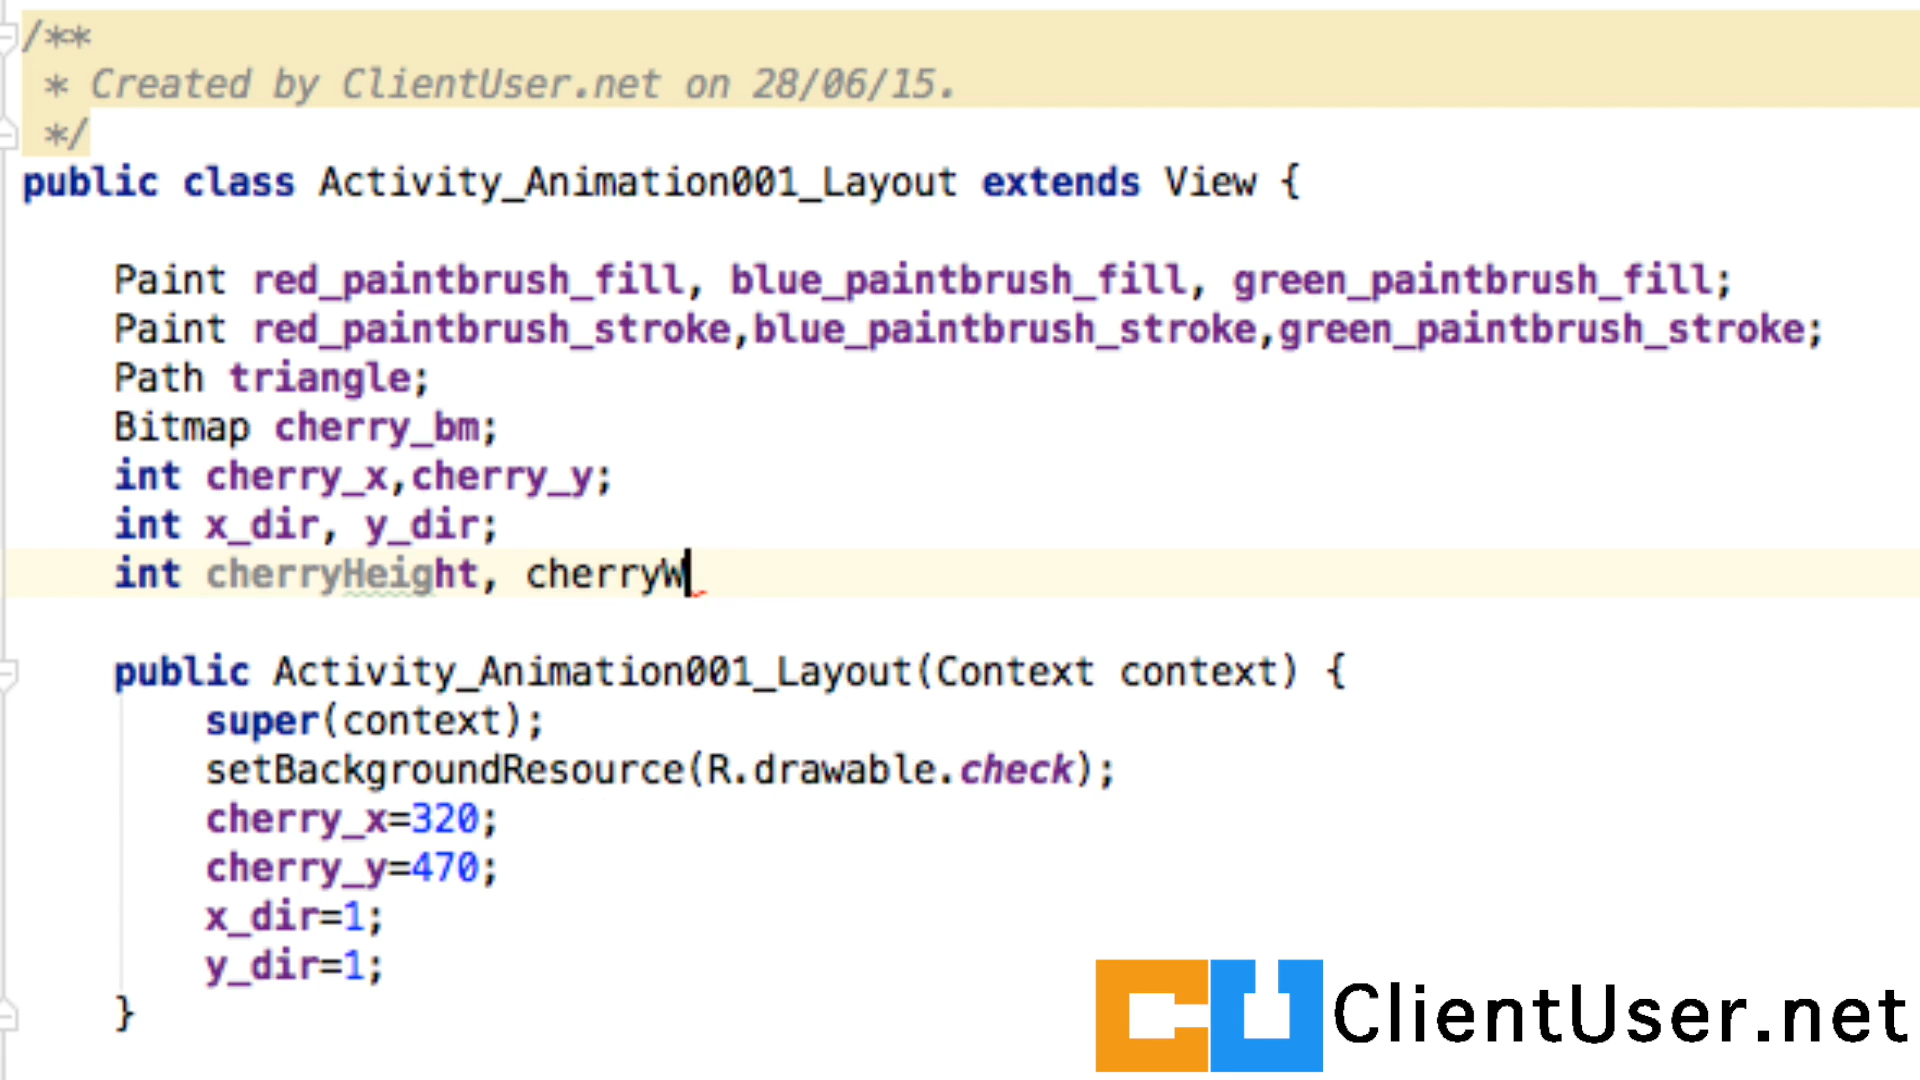 /**
* Created by ClientUser.net on 28/06/15.
*/
public class Activity_Animation001_Layout extends View {
Paint red_paintbrush_fill, blue_paintbrush_fill, green_paintbrush_fill;
Paint red_paintbrush_stroke,blue_paintbrush_stroke,green_paintbrush_stroke;
Path triangle;
Bitmap cherry_bm;
int cherry_x,cherry_y;
int x_dir, y_dir;
int cherryHeight, cherryW
public Activity_Animation001_Layout(Context context) {
super(context);
setBackgroundResource(R.drawable.check);
cherry_x=320;
cherry_y=470;
x_dir=1;
y_dir=1;
}
CU ClientUser.net